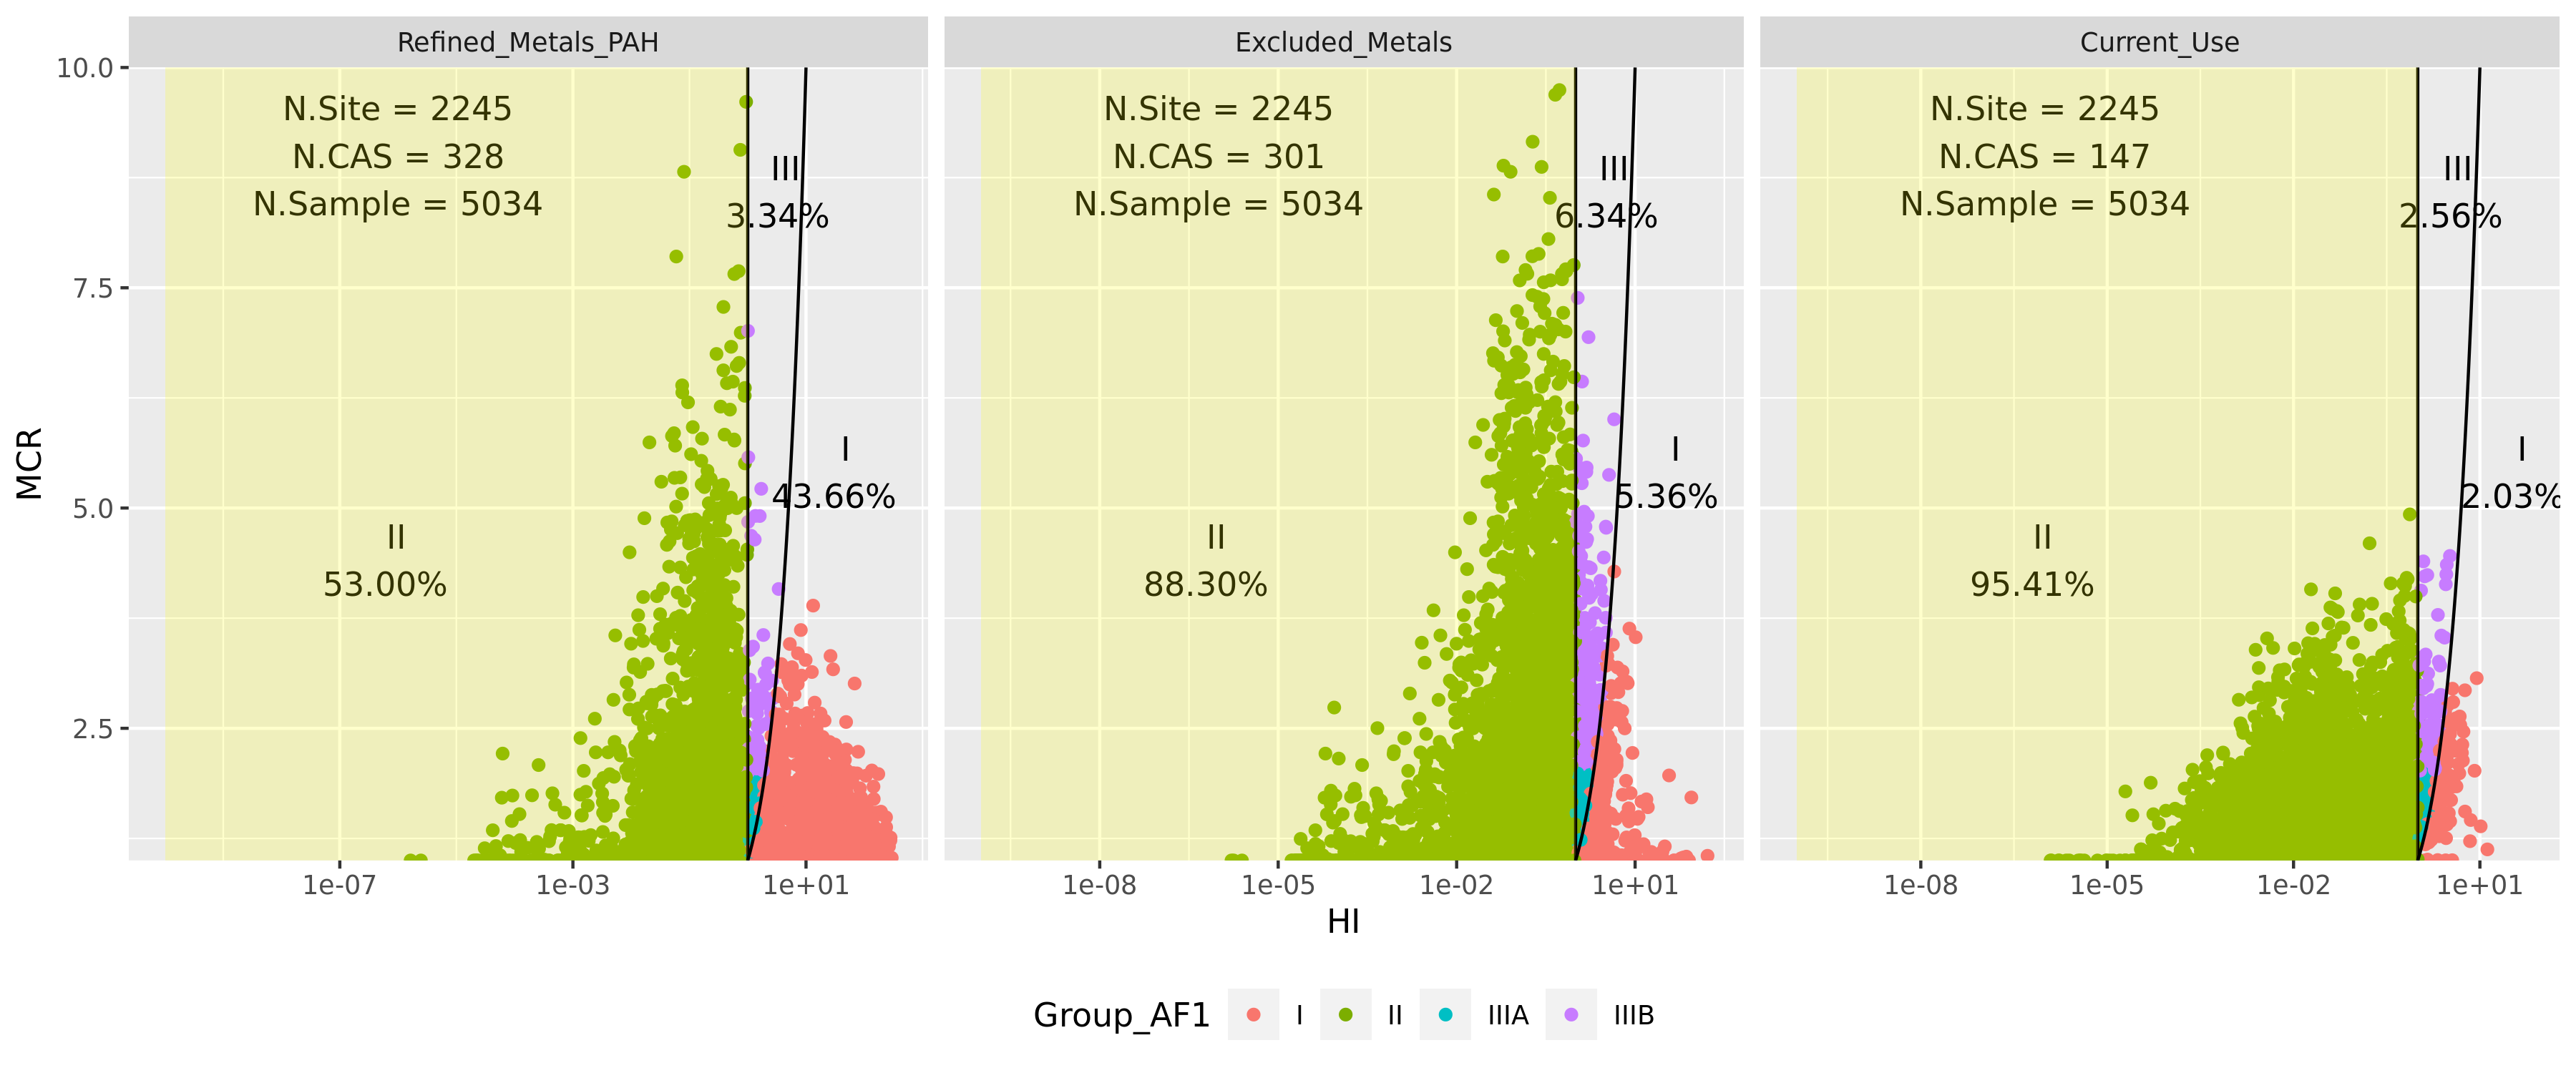 Refined_Metals_PAH
Excluded_Metals
Current_Use
MCR
10.0
7.5
5.0
2.5
N.Site = 2245
N.CAS = 328
N.Sample = 5034
III
3.34%
I
43.66%
II
53.00%
N.Site = 2245
N.CAS = 301
N.Sample = 5034
III
6.34%
I
5.36%
II
88.30%
N.Site = 2245
N.CAS = 147
N.Sample = 5034
III
2.56%
I
2.03%
II
95.41%
1e-07 1e-03 1e+01
1e-08 1e-05 1e-02 1e+01
1e-08 1e-05 1e-02 1e+01
HI
Group_AF1 I II IIIA IIIB